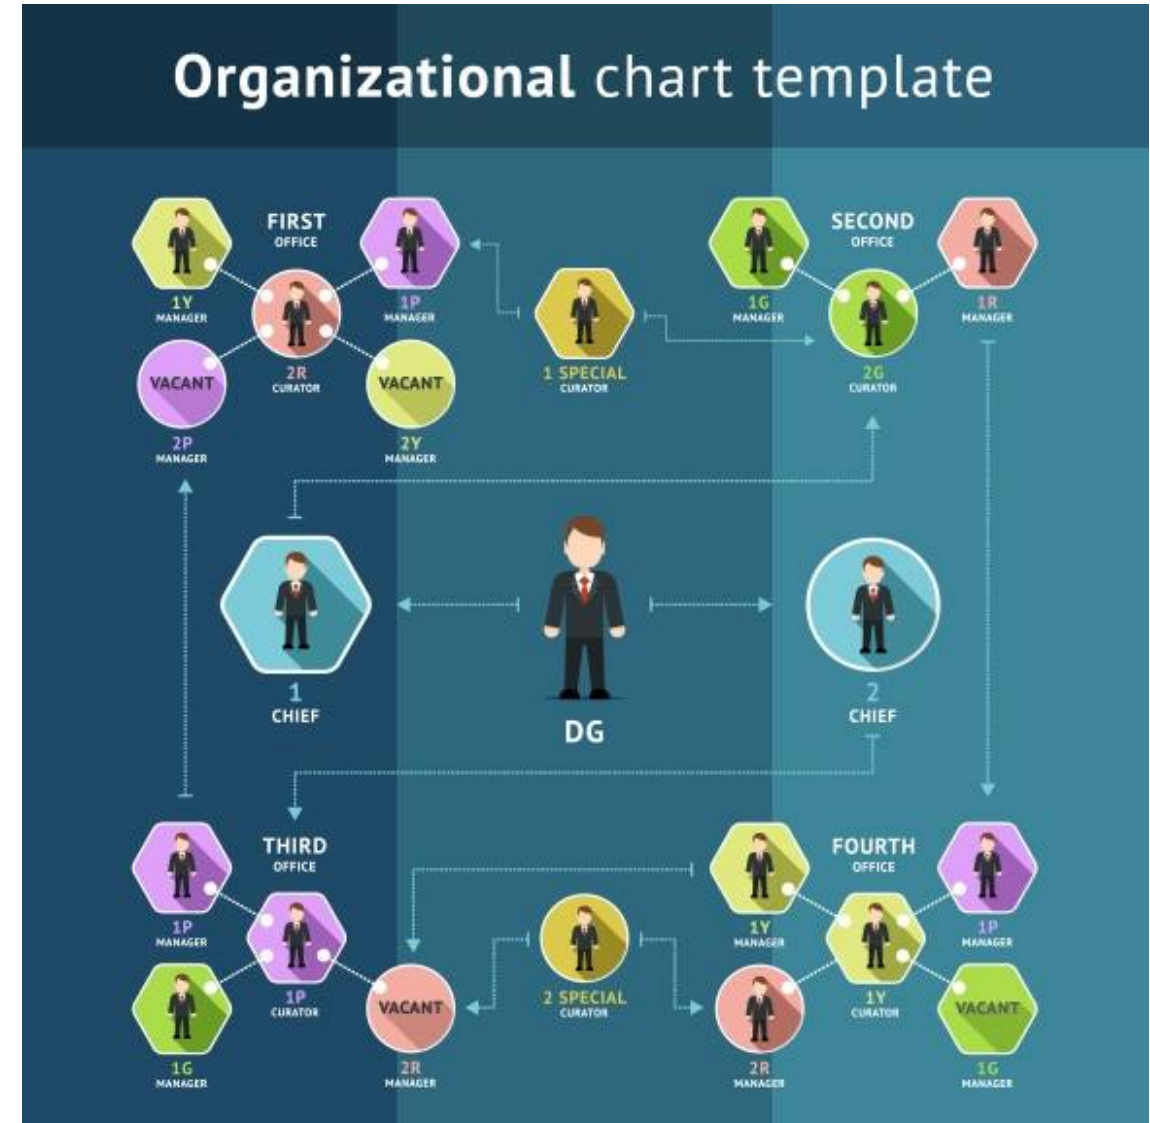 Organizational chart template
FIRST
OFFICE
1Y
MANAGER
1P
MANAGER
2R
CURATOR
VACANT
2P
MANAGER
VACANT
2Y
MANAGER
1 SPECIAL
CURATOR
SECOND
OFFICE
1G
MANAGER
1R
MANAGER
2G
CURATOR
1
CHIEF
DG
2
CHIEF
THIRD
OFFICE
1P
MANAGER
1P
CURATOR
1G
MANAGER
VACANT
2R
MANAGER
2 SPECIAL
CURATOR
FOURTH
OFFICE
1Y
MANAGER
1P
MANAGER
1Y
CURATOR
2R
MANAGER
VACANT
1G
MANAGER